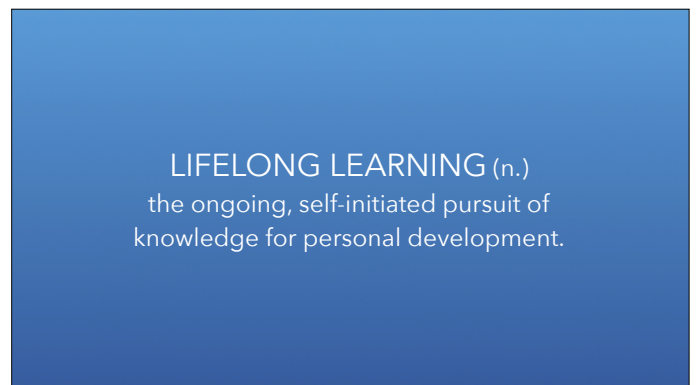 LIFELONG LEARNING (n.)
the ongoing, self-initiated pursuit of
knowledge for personal development.